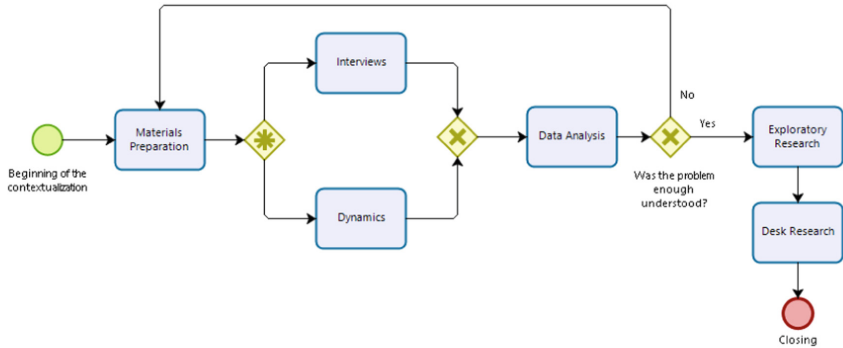 Beginning of the
contextualization
Materials
Preparation
Interviews
Dynamics
Data Analysis
Was the problem
enough
understood?
No
Yes
Exploratory
Research
Desk Research
Closing